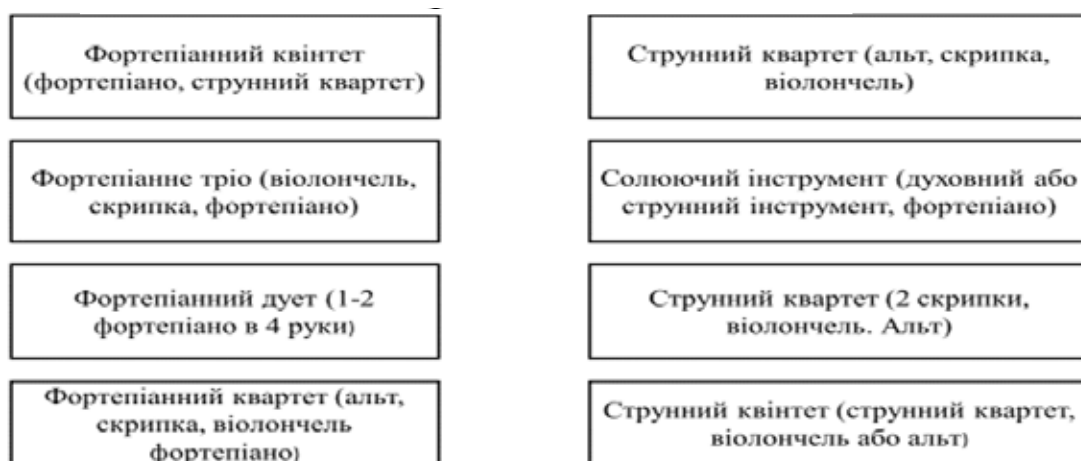 Фортепіанний квінтет
(фортепіано, струнний квартет)
Струнний квартет (альт, скрипка,
віолончель)
Фортепіанне тріо (віолончель,
скрипка, фортепіано)
Солюючий інструмент (духовний або
струнний інструмент, фортепіано)
Фортепіанний дует (1-2
фортепіано в 4 руки)
Струнний квартет (2 скрипки,
віолончель. Альт)
Фортепіанний квартет (альт,
скрипка, віолончель
фортепіано)
Струнний квінтет (струнний квартет,
віолончель або альт)